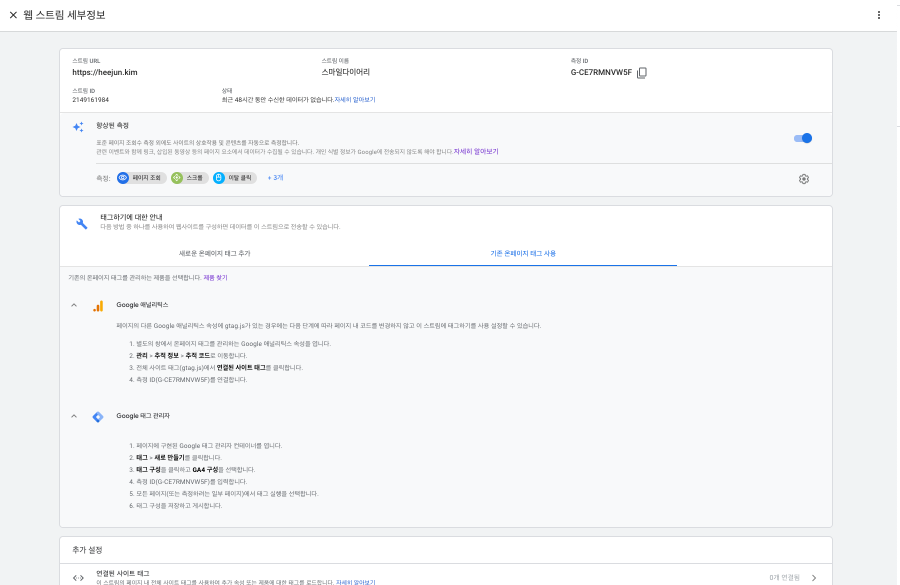 웹 스트림 세부정보
스트림 URL
https://heejun.kim
스트림 이름
스마일다이어리
측정 ID
G-CE7RMNVW5F
스트림 ID
2149161984
상태
최근 48시간 동안 수신한 데이터가 없습니다. 자세히 알아보기
향상된 측정
표준 페이지 조회수 측정 외에도 사이트의 상호작용 및 콘텐츠를 자동으로 측정합니다.
관련 이벤트와 함께 링크, 삽입된 동영상 등의 페이지 요소에서 데이터가 수집될 수 있습니다. 개인 식별 정보가 Google에 전송되지 않도록 해야 합니다. 자세히 알아보기
측정:
페이지 조회
스크롤
이탈 클릭
+ 3개
태그하기에 대한 안내
다음 방법 중 하나를 사용하여 웹사이트를 구성하면 데이터를 이 스트림으로 전송할 수 있습니다.
새로운 온페이지 태그 추가
기존 온페이지 태그 사용
기존의 온페이지 태그를 관리하는 제품을 선택합니다. 제품 찾기
Google 애널리틱스
페이지의 다른 Google 애널리틱스 속성에 gtag.js가 있는 경우에는 다음 단계에 따라 페이지 내 코드를 변경하지 않고 이 스트림에 태그하기를 사용 설정할 수 있습니다.
1. 별도의 창에서 온페이지 태그를 관리하는 Google 애널리틱스 속성을 엽니다.
2. 관리 > 추적 정보 > 추적 코드로 이동합니다.
3. 전체 사이트 태그(gtag.js)에서 연결된 사이트 태그를 클릭합니다.
4. 측정 ID(G-CE7RMNVW5F)를 연결합니다.
Google 태그 관리자
1. 페이지에 구현된 Google 태그 관리자 컨테이너를 엽니다.
2. 태그 > 새로 만들기를 클릭합니다.
3. 태그 구성을 클릭하고 GA4 구성을 선택합니다.
4. 측정 ID(G-CE7RMNVW5F)를 입력합니다.
5. 모든 페이지(또는 측정하려는 일부 페이지)에서 태그 실행을 선택합니다.
6. 태그 구성을 저장하고 게시합니다.
추가 설정
연결된 사이트 태그
이 스트림의 페이지 내 전체 사이트 태그를 사용하여 추가 속성 또는 제품에 대한 태그를 로드합니다. 자세히 알아보기
0개 연결됨